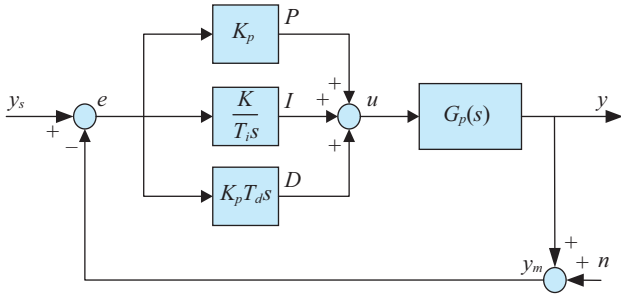 K_p P
y_s + − e
K
T_i s I + + + u
G_p(s) y
K_p T_d s D
y_m + + n